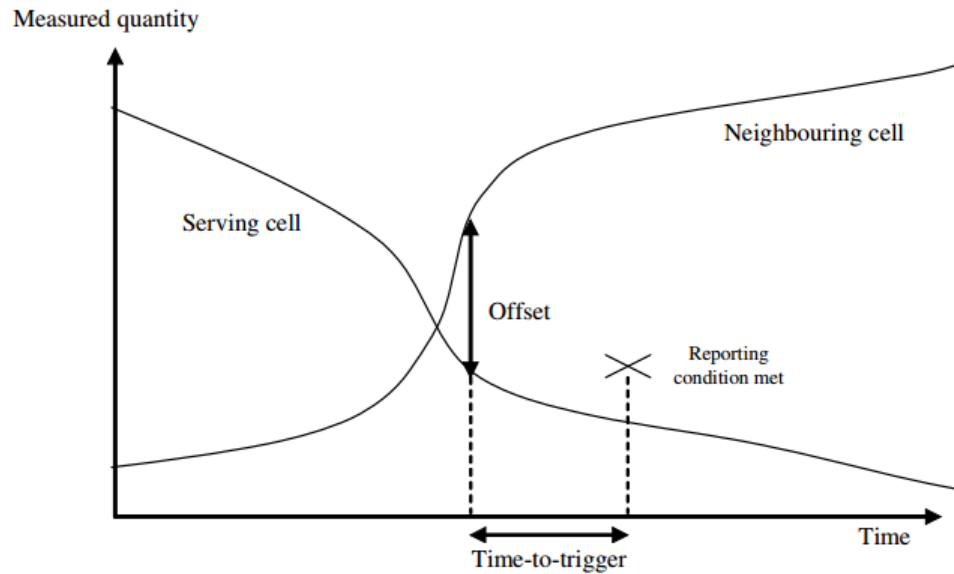 Measured quantity
Neighbouring cell
Serving cell
Offset
Reporting
condition met
Time
Time-to-trigger